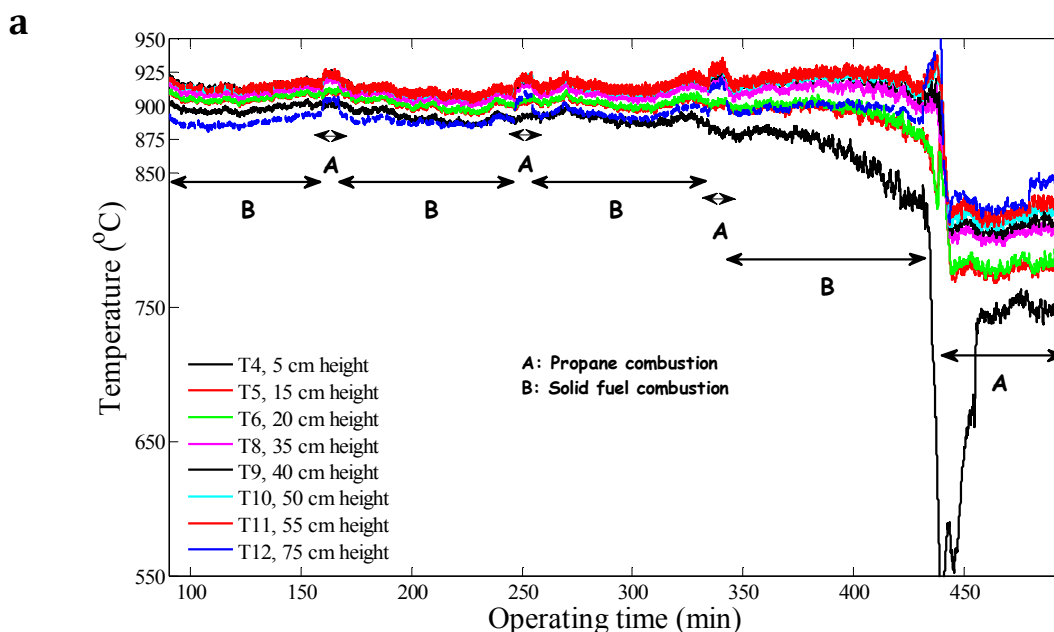 a
950
925
900
875
850
750
650
550
Temperature (°C)
A
A
A
B
B
B
B
A
T4, 5 cm height
T5, 15 cm height
T6, 20 cm height
T8, 35 cm height
T9, 40 cm height
T10, 50 cm height
T11, 55 cm height
T12, 75 cm height
A: Propane combustion
B: Solid fuel combustion
100 150 200 250 300 350 400 450
Operating time (min)